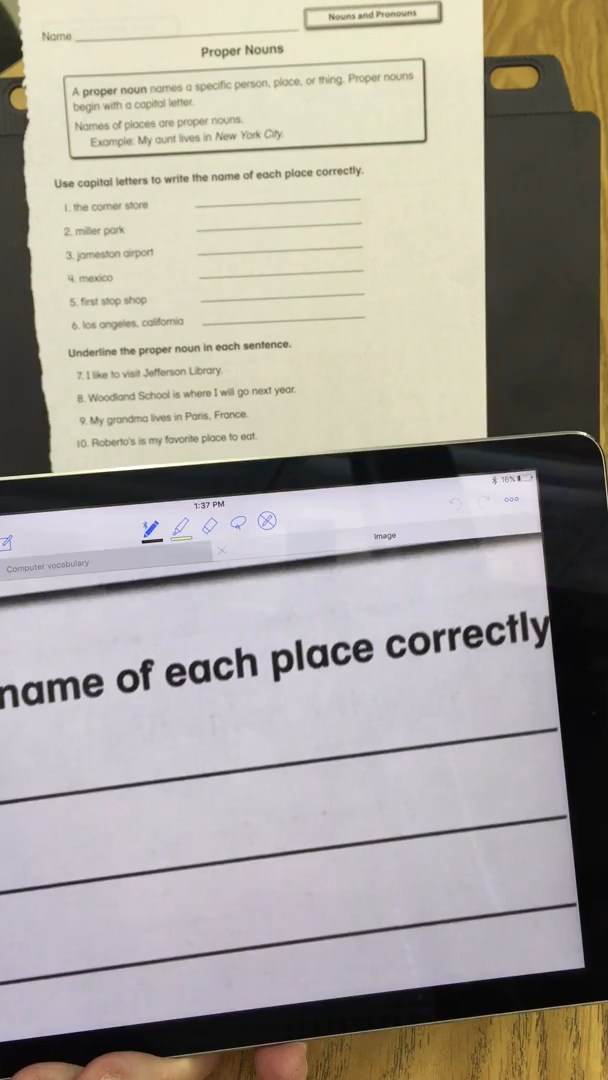 Nouns and Pronouns
Name
Proper Nouns
A proper noun names a specific person, place, or thing. Proper nouns
begin with a capital letter.
Names of places are proper nouns.
Example: My aunt lives in New York City.
Use capital letters to write the name of each place correctly.
1. the corner store
2. miller park
3. jameston airport
4. mexico
5. first stop shop
6. los angeles, california
Underline the proper noun in each sentence.
7. I like to visit Jefferson Library.
8. Woodland School is where I will go next year.
9. My grandma lives in Paris, France.
10. Roberto's is my favorite place to eat.
1:37 PM
16%
Computer vocabulary
Image
name of each place correctly